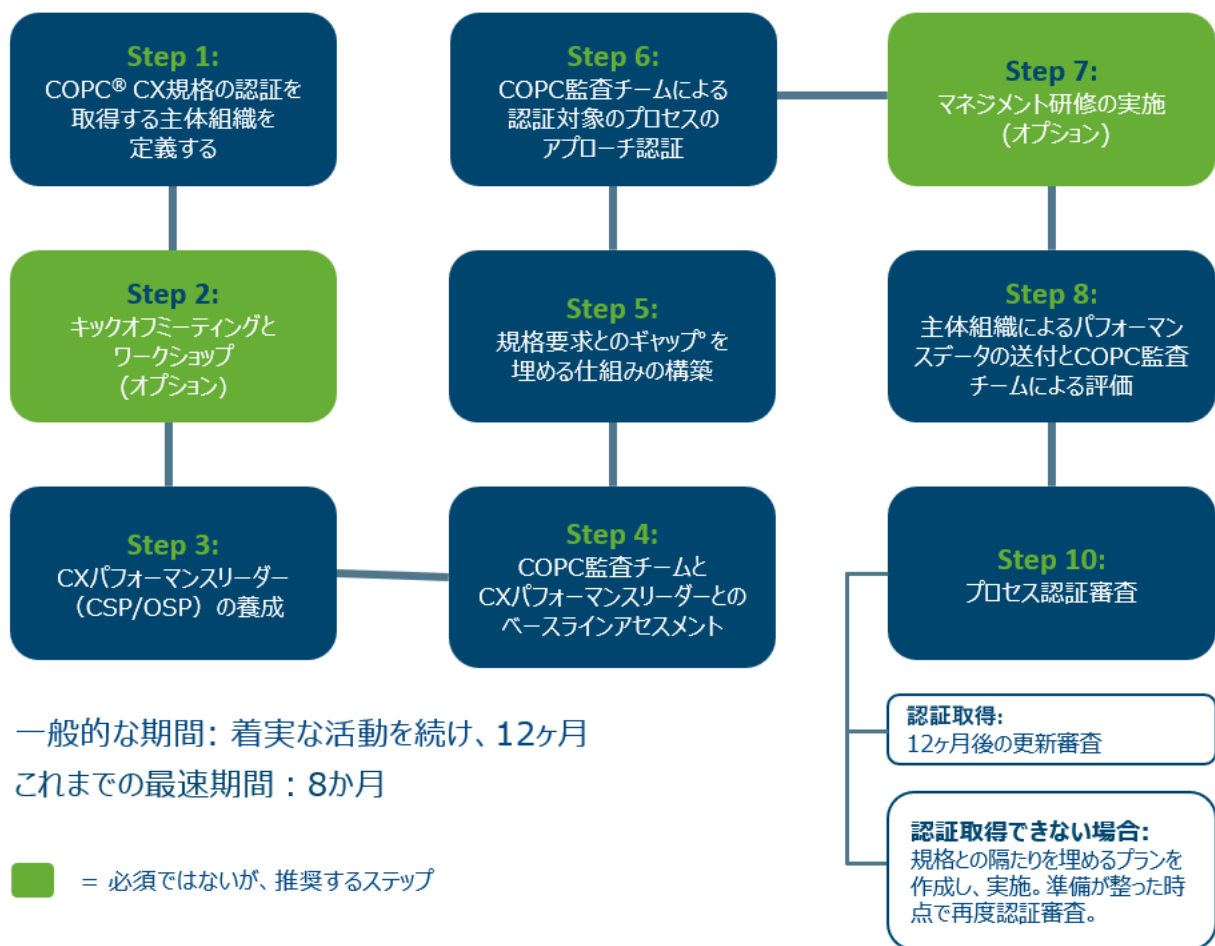 Step 1:
COPC® CX規格の認証を
取得する主体組織を
定義する
Step 2:
キックオフミーティングと
ワークショップ
(オプション)
Step 3:
CXパフォーマンスリーダー
（CSP/OSP）の養成
Step 4:
COPC監査チームと
CXパフォーマンスリーダーとの
ベースラインアセスメント
Step 5:
規格要求とのギャップを
埋める仕組みの構築
Step 6:
COPC監査チームによる
認証対象のプロセスの
アプローチ認証
Step 7:
マネジメント研修の実施
(オプション)
Step 8:
主体組織によるパフォーマン
スデータの送付とCOPC監査
チームによる評価
Step 10:
プロセス認証審査
認証取得:
12ヶ月後の更新審査
認証取得できない場合:
規格との隔たりを埋めるプランを
作成し、実施。準備が整った時
点で再度認証審査。
一般的な期間: 着実な活動を続け、12ヶ月
これまでの最速期間：8か月
= 必須ではないが、推奨するステップ